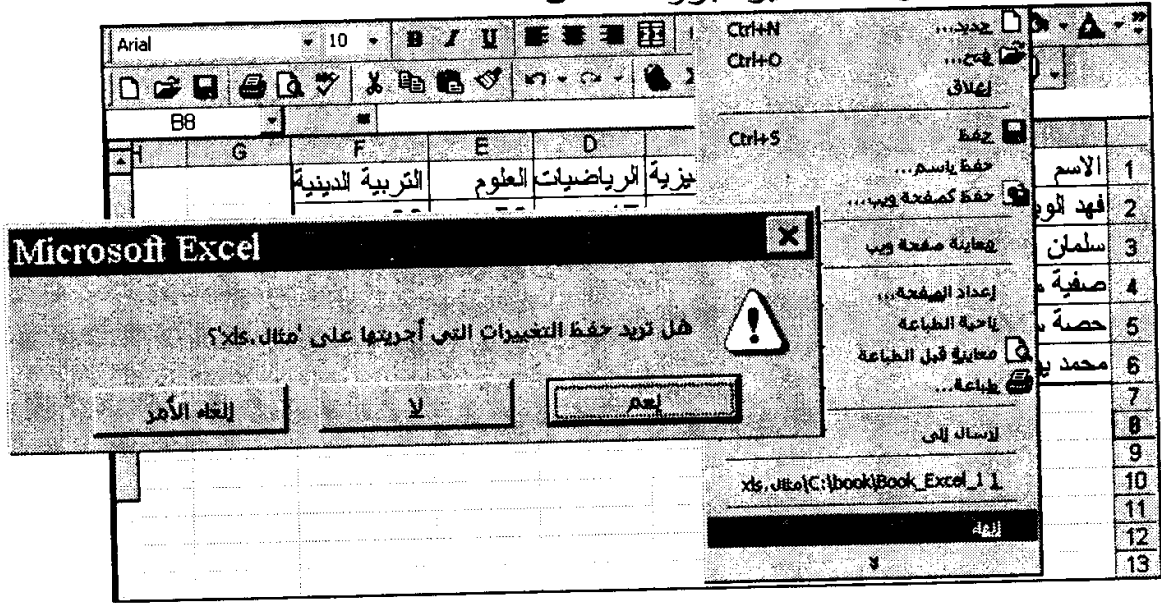 Arial 10 B I U
B8 =
H G F E D
التربية الدينية العلوم الرياضيات يزية
الاسم 1
فهد الو 2
سلمان 3
صفية 4
حصة 5
محمد 6
7
8
9
10
11
12
13
جديد... Ctrl+N
فتح... Ctrl+O
إغلاق
حفظ Ctrl+S
حفظ باسم...
حفظ كصفحة ويب...
معاينة صفحة ويب
إعداد الصفحة...
ناحية الطباعة
معاينة قبل الطباعة
طباعة...
إرسال إلى
1 C:\book\Book_Excel_1\مثال.xls
إنهاء
Microsoft Excel
هل تريد حفظ التغييرات التي أجريتها على 'مثال.xls'؟
نعم
لا
إلغاء الأمر